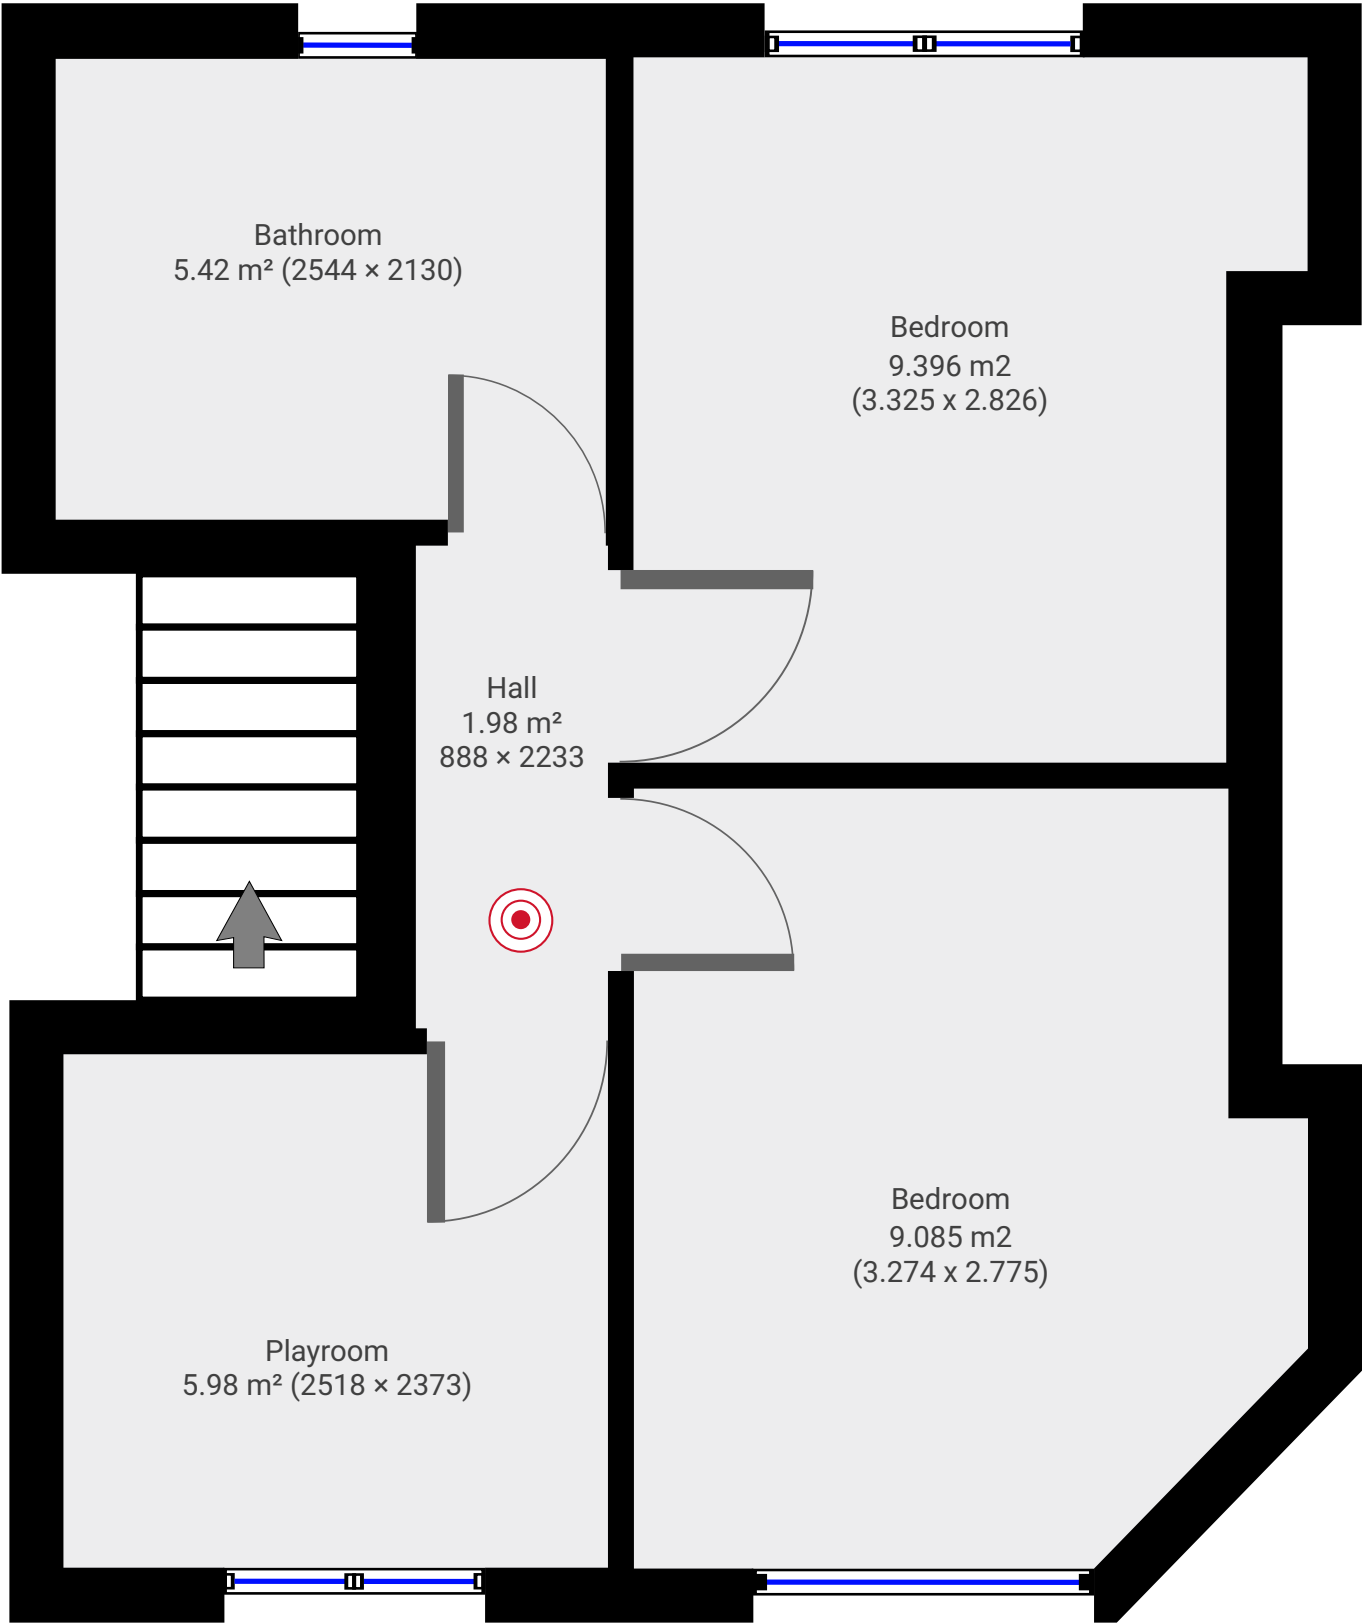 Bathroom
5.42 m² (2544 × 2130)
Bedroom
9.396 m2
(3.325 x 2.826)
Hall
1.98 m²
888 × 2233
Bedroom
9.085 m2
(3.274 x 2.775)
Playroom
5.98 m² (2518 × 2373)